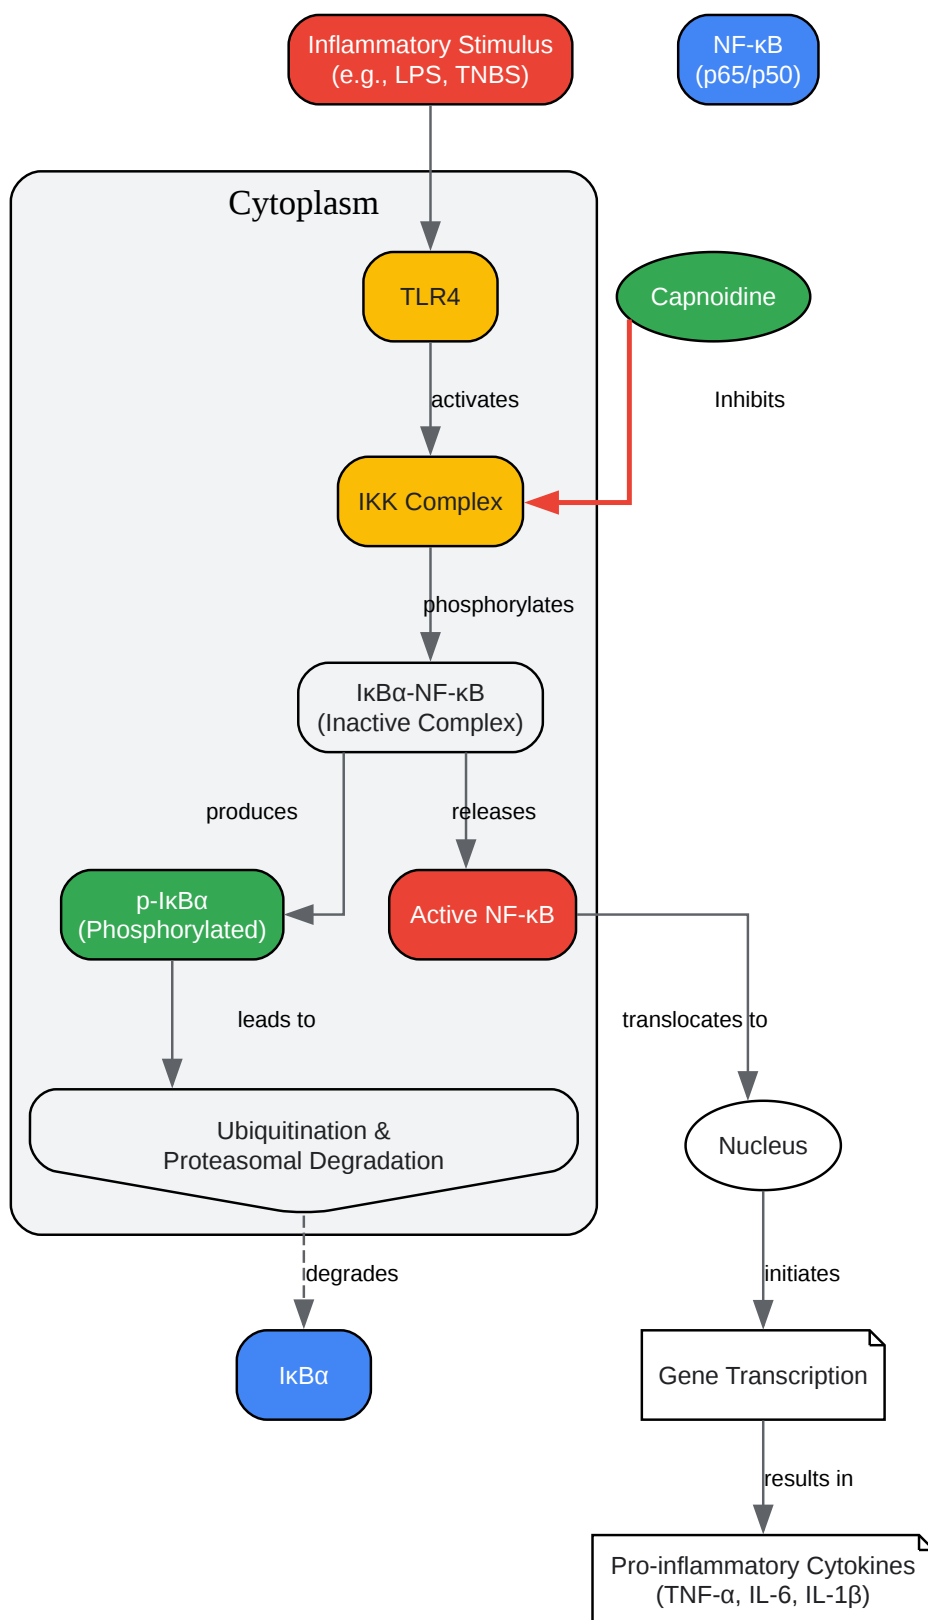 Inflammatory Stimulus
(e.g., LPS, TNBS)
NF-κB
(p65/p50)
Cytoplasm
TLR4
Capnoidine
activates
Inhibits
IKK Complex
phosphorylates
IκBα-NF-κB
(Inactive Complex)
produces
releases
p-IκBα
(Phosphorylated)
Active NF-κB
leads to
translocates to
Ubiquitination &
Proteasomal Degradation
Nucleus
degrades
initiates
IκBα
Gene Transcription
results in
Pro-inflammatory Cytokines
(TNF-α, IL-6, IL-1β)